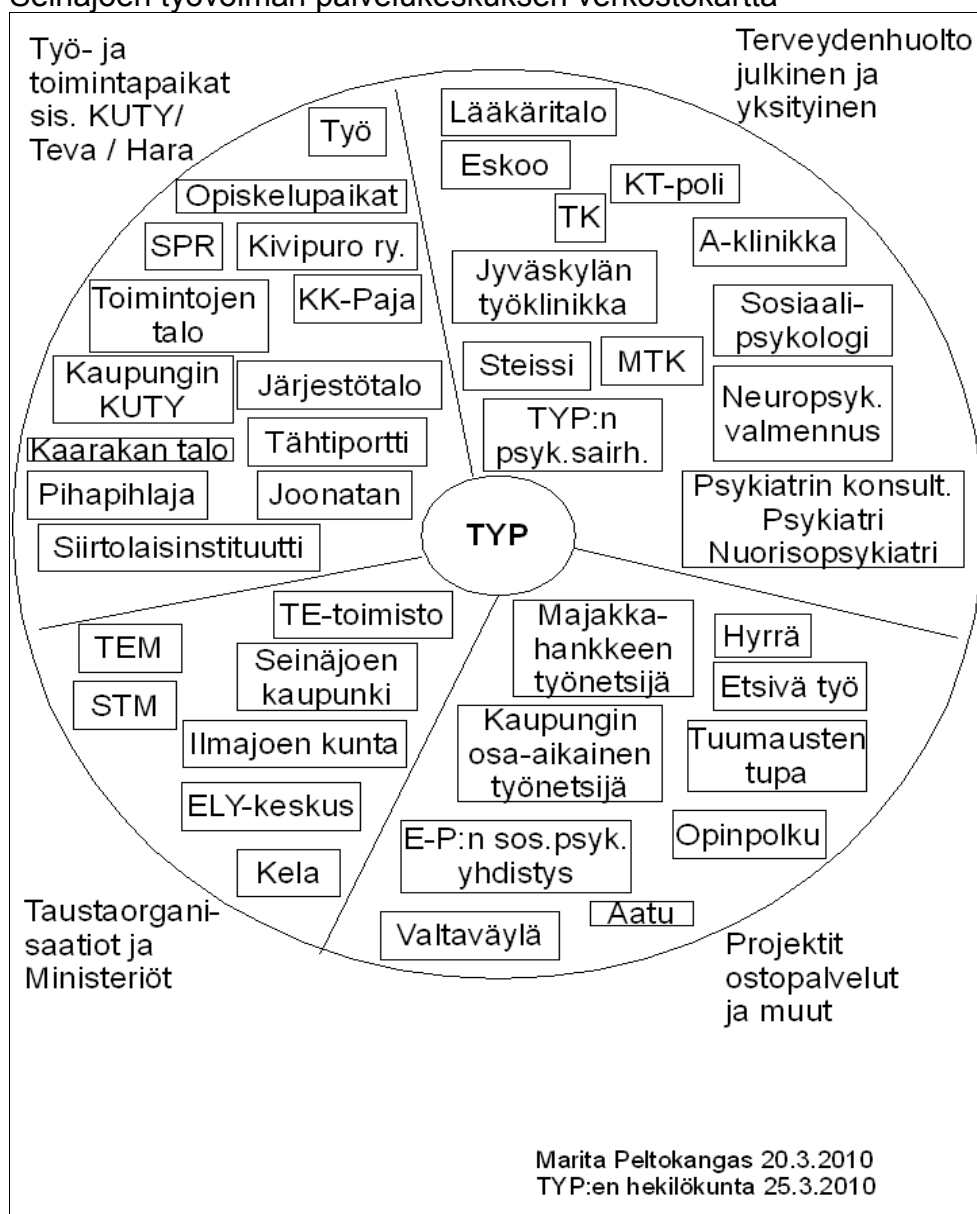 Seinäjoen työvoiman palvelukeskuksen verkostokartta
Työ- ja
toimintapaikat
sis. KUTY/
Teva / Hara
Terveydenhuolto
julkinen ja
yksityinen
Työ
Opiskelupaikat
SPR
Kivipuro ry.
KK-Paja
Toimintojen
talo
Kaupungin
KUTY
Järjestötalo
Kaarakan talo
Tähtiportti
Pihapihlaja
Joonatan
Siirtolaisinstituutti
Lääkäritalo
Eskoo
KT-poli
TK
A-klinikka
Jyväskylän
työklinikka
Sosiaali-
psykologi
Steissi
MTK
Neuropsyk.
valmennus
TYP:n
psyk.sairh.
Psykiatrin konsult.
Psykiatri
Nuorisopsykiatri
TYP
TE-toimisto
TEM
Seinäjoen
kaupunki
STM
Ilmajoen kunta
ELY-keskus
Kela
Majakka-
hankkeen
työnetsijä
Hyrrä
Etsivä työ
Kaupungin
osa-aikainen
työnetsijä
Tuumausten
tupa
E-P:n sos.psyk.
yhdistys
Opinpolku
Aatu
Valtaväylä
Taustaorgani-
saatiot ja
Ministeriöt
Projektit
ostopalvelut
ja muut
Marita Peltokangas 20.3.2010
TYP:en hekilökunta 25.3.2010